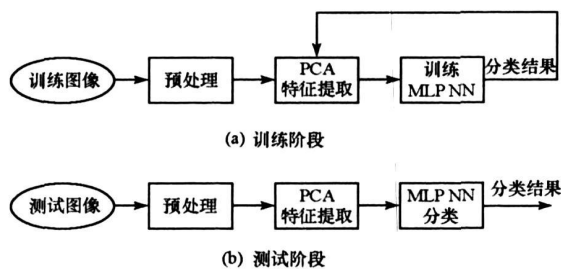 训练图像
预处理
PCA
特征提取
训练
MLP NN
分类结果
(a) 训练阶段
测试图像
预处理
PCA
特征提取
MLP NN
分类
分类结果
(b) 测试阶段